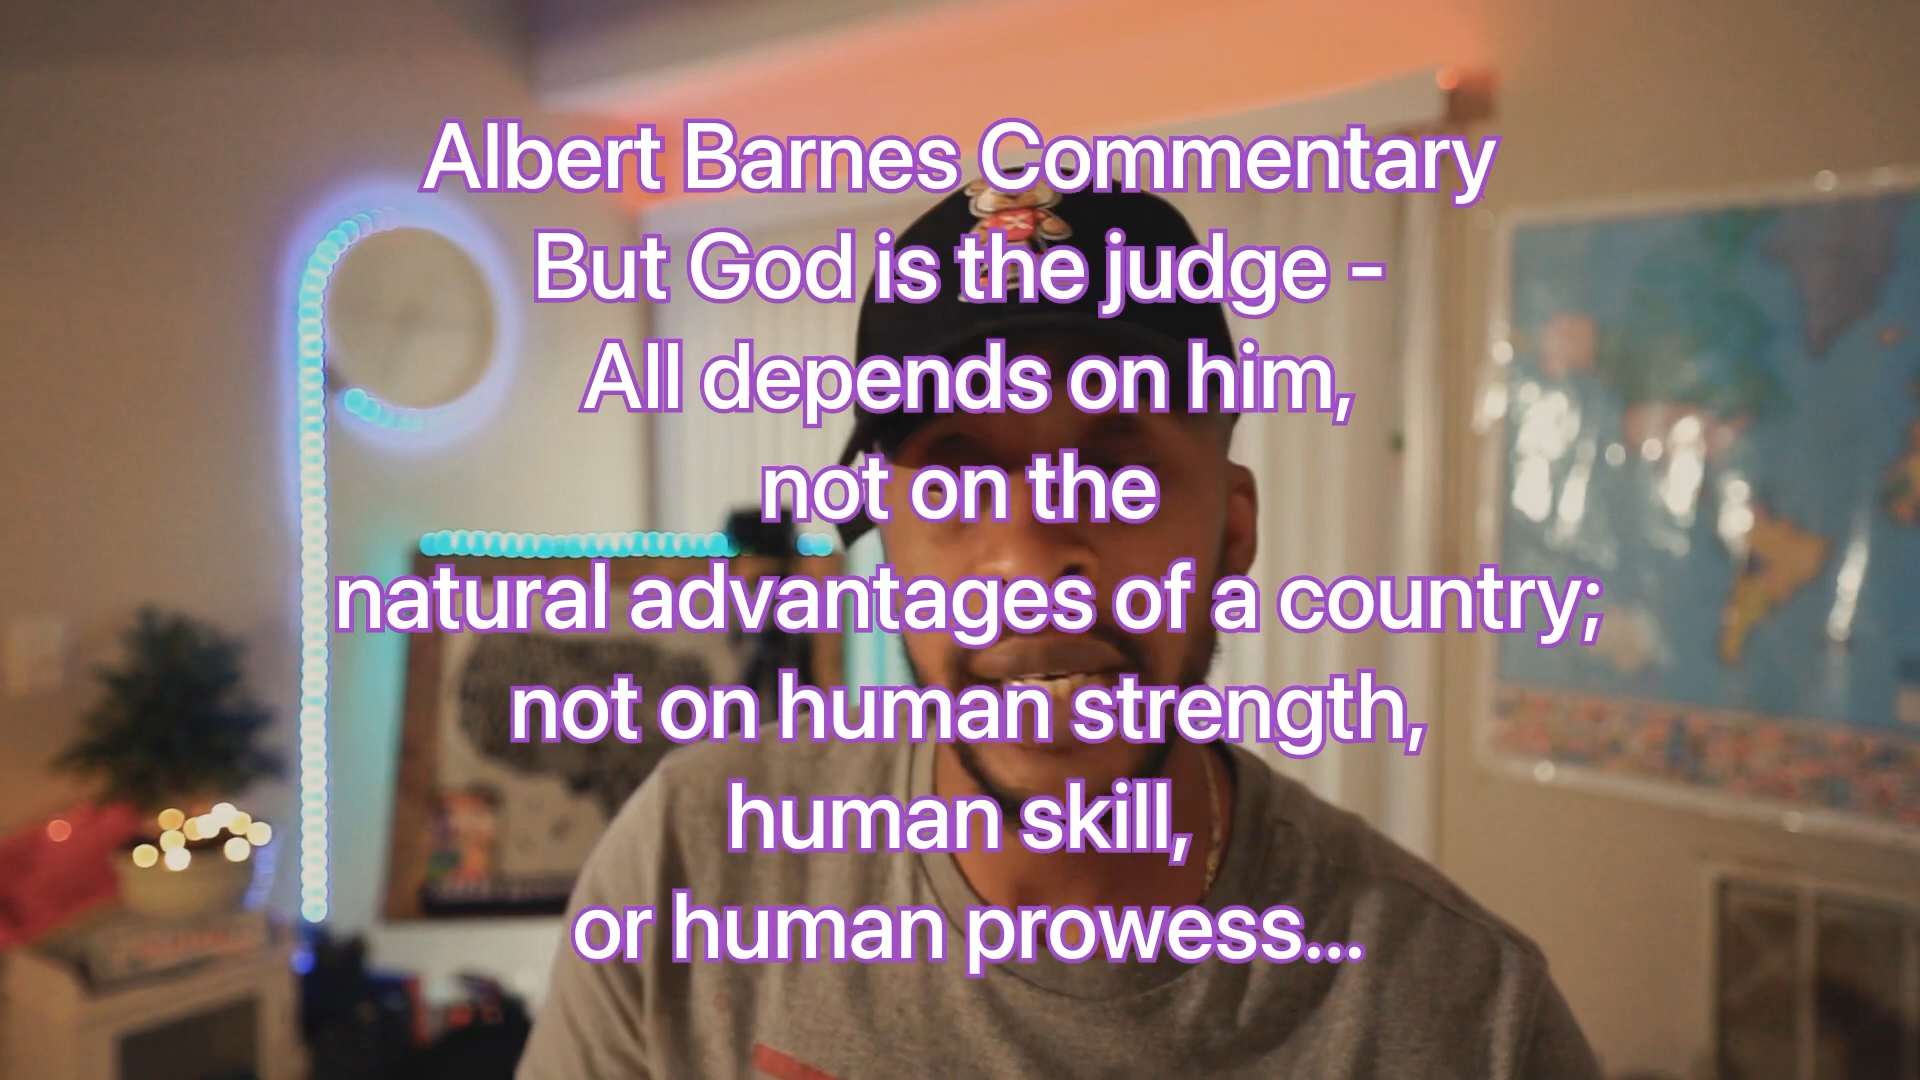 Albert Barnes Commentary
But God is the judge -
All depends on him,
not on the
natural advantages of a country;
not on human strength,
human skill,
or human prowess...